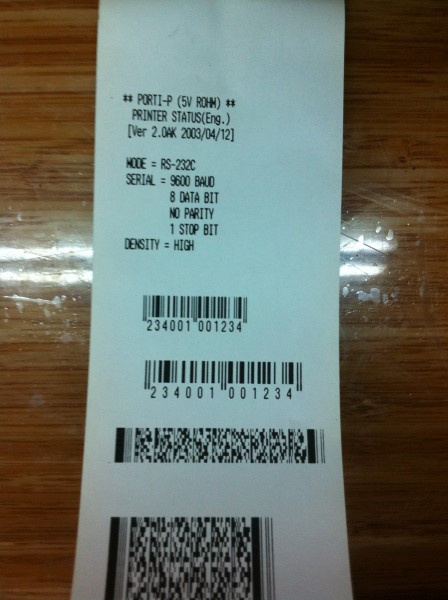 ** PORTI-P (5V ROHM) **
PRINTER STATUS(Eng.)
[Ver 2.0AK 2003/04/12]
MODE = RS-232C
SERIAL = 9600 BAUD
8 DATA BIT
NO PARITY
1 STOP BIT
DENSITY = HIGH
234001 001234
234001 001234